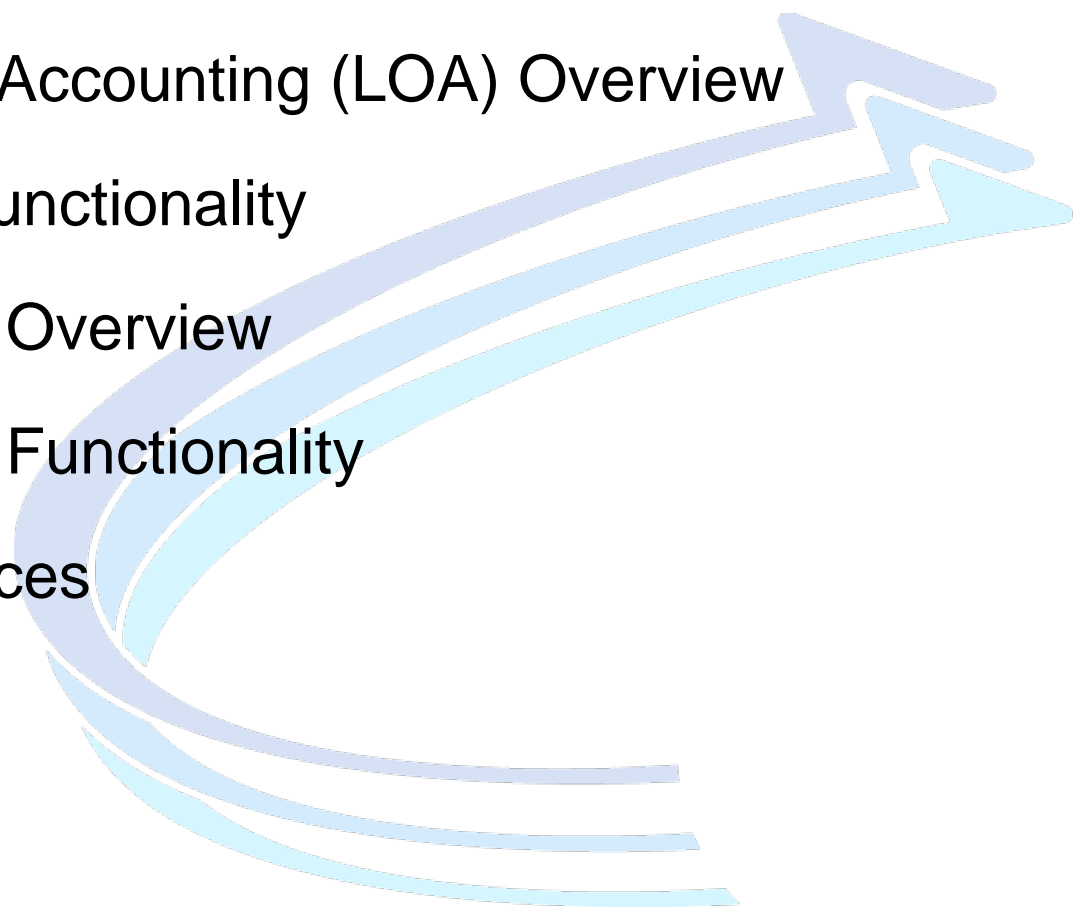 Accounting (LOA) Overview
unctionality
Overview
Functionality
ces